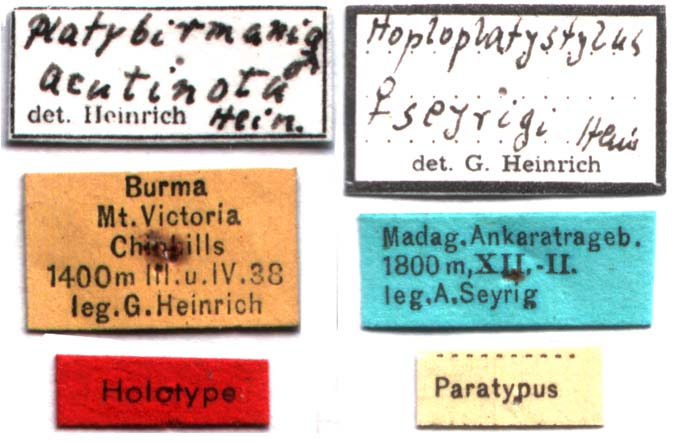 Platybirmania
acutinota ♂
det. Heinrich Hein.
Burma
Mt. Victoria
Chinhills
1400m III.u.IV.38
leg. G. Heinrich
Holotype
Hoploplatystylus
♀ seyrigi Hein
det. G. Heinrich
Madag. Ankaratrageb.
1800 m, XII.-II.
leg. A. Seyrig
Paratypus